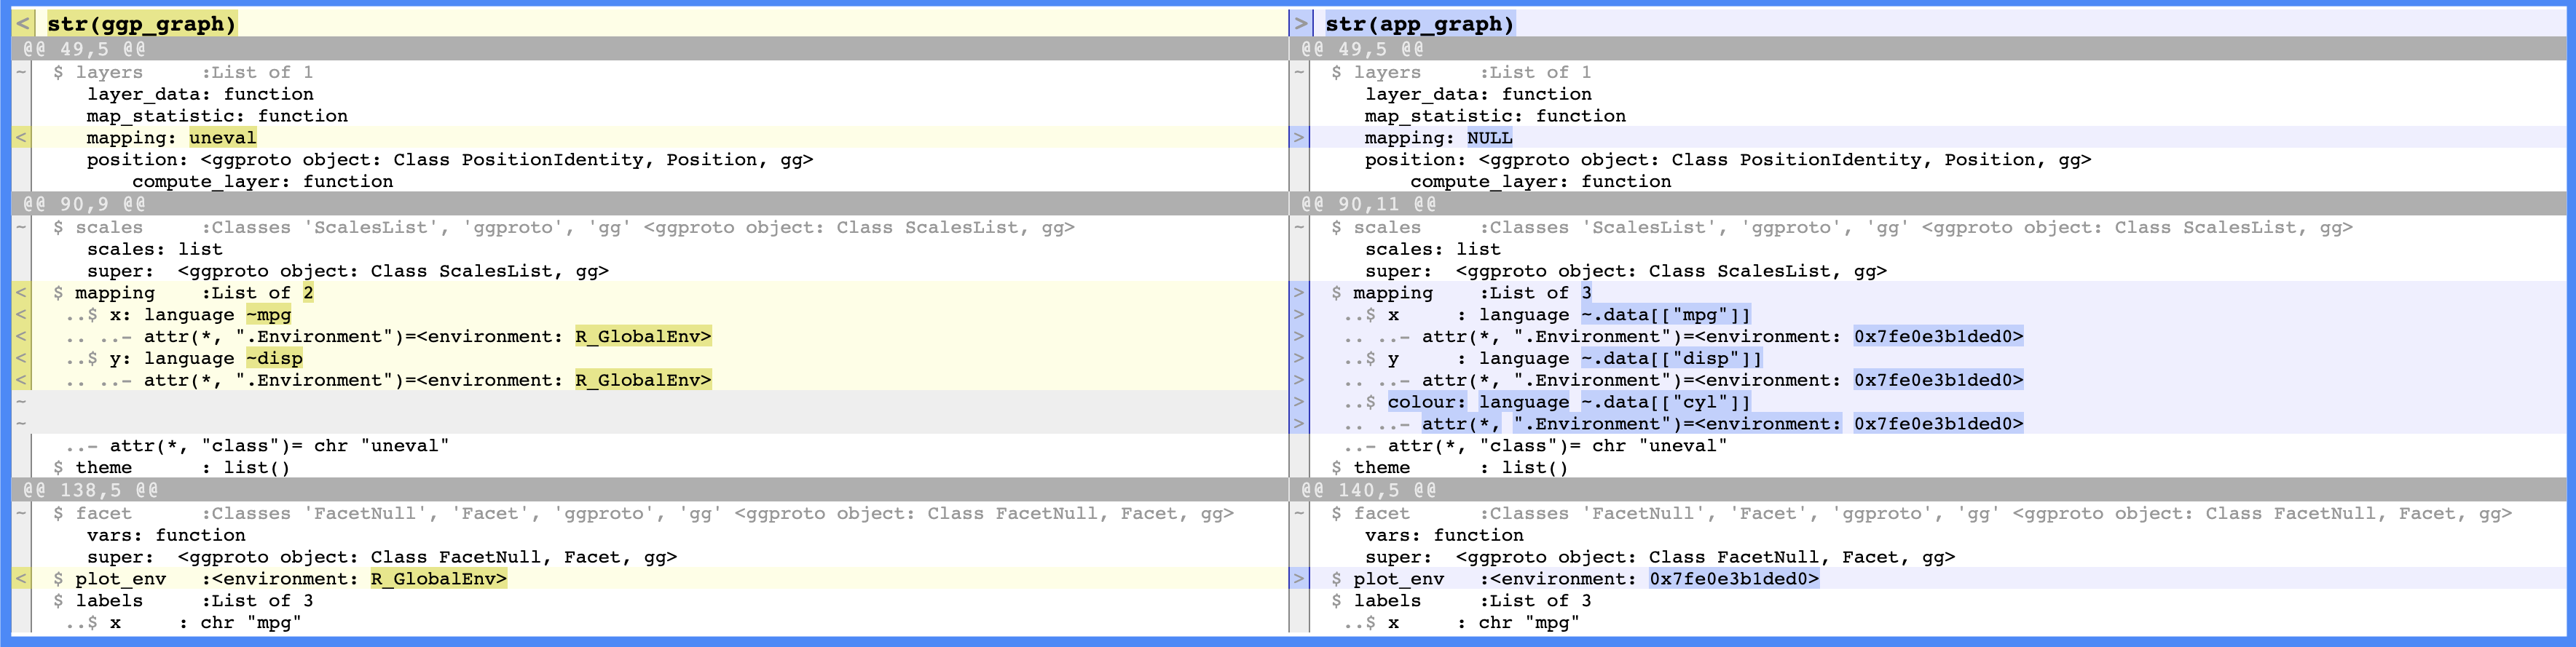 < str(ggp_graph)
@@ 49,5 @@
~ $ layers     :List of 1
layer_data: function
map_statistic: function
< mapping: uneval
position: <ggproto object: Class PositionIdentity, Position, gg>
compute_layer: function
@@ 90,9 @@
~ $ scales     :Classes 'ScalesList', 'ggproto', 'gg' <ggproto object: Class ScalesList, gg>
scales: list
super:  <ggproto object: Class ScalesList, gg>
< $ mapping    :List of 2
< ..$ x: language ~mpg
< .. ..- attr(*, ".Environment")=<environment: R_GlobalEnv>
< ..$ y: language ~disp
< .. ..- attr(*, ".Environment")=<environment: R_GlobalEnv>
~
~
..- attr(*, "class")= chr "uneval"
$ theme      : list()
@@ 138,5 @@
~ $ facet      :Classes 'FacetNull', 'Facet', 'ggproto', 'gg' <ggproto object: Class FacetNull, Facet, gg>
vars: function
super:  <ggproto object: Class FacetNull, Facet, gg>
< $ plot_env   :<environment: R_GlobalEnv>
$ labels     :List of 3
..$ x     : chr "mpg"
> str(app_graph)
@@ 49,5 @@
~ $ layers     :List of 1
layer_data: function
map_statistic: function
> mapping: NULL
position: <ggproto object: Class PositionIdentity, Position, gg>
compute_layer: function
@@ 90,11 @@
~ $ scales     :Classes 'ScalesList', 'ggproto', 'gg' <ggproto object: Class ScalesList, gg>
scales: list
super:  <ggproto object: Class ScalesList, gg>
> $ mapping    :List of 3
> ..$ x     : language ~.data[["mpg"]]
> .. ..- attr(*, ".Environment")=<environment: 0x7fe0e3b1ded0>
> ..$ y     : language ~.data[["disp"]]
> .. ..- attr(*, ".Environment")=<environment: 0x7fe0e3b1ded0>
> ..$ colour: language ~.data[["cyl"]]
> .. ..- attr(*, ".Environment")=<environment: 0x7fe0e3b1ded0>
..- attr(*, "class")= chr "uneval"
$ theme      : list()
@@ 140,5 @@
~ $ facet      :Classes 'FacetNull', 'Facet', 'ggproto', 'gg' <ggproto object: Class FacetNull, Facet, gg>
vars: function
super:  <ggproto object: Class FacetNull, Facet, gg>
> $ plot_env   :<environment: 0x7fe0e3b1ded0>
$ labels     :List of 3
..$ x     : chr "mpg"